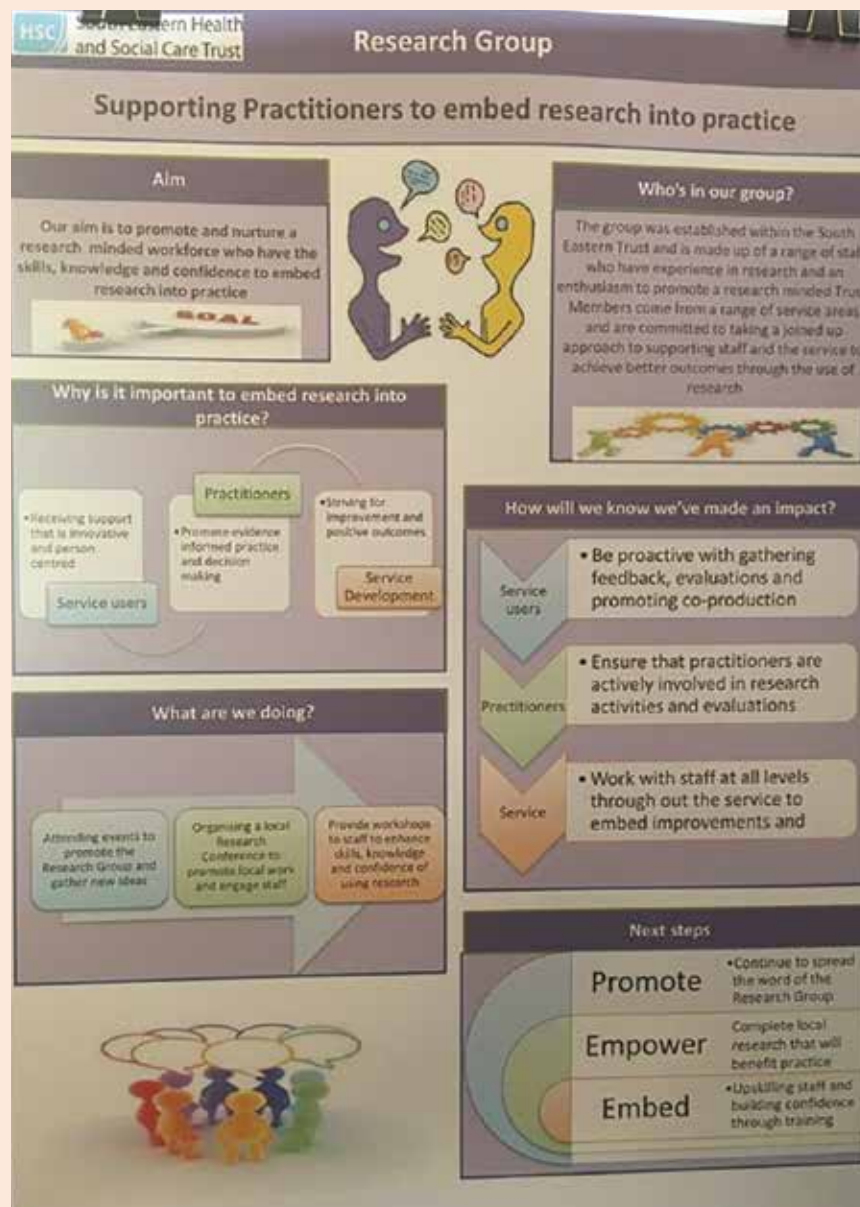 HSC
South Eastern Health
and Social Care Trust
Research Group
Supporting Practitioners to embed research into practice
Aim
Our aim is to promote and nurture a
research minded workforce who have the
skills, knowledge and confidence to embed
research into practice
GOAL
Who's in our group?
The group was established within the South
Eastern Trust and is made up of a range of staf
who have experience in research and an
enthusiasm to promote a research minded Trus
Members come from a range of service areas
and are committed to taking a joined up
approach to supporting staff and the service to
achieve better outcomes through the use of
research
Why is it important to embed research into
practice?
•Receiving support
that is innovative
and person
centred
Service users
Practitioners
•Promote evidence
informed practice
and decision
making
•Striving for
improvement and
positive outcomes
Service
Development
How will we know we've made an impact?
Service
users
• Be proactive with gathering
feedback, evaluations and
promoting co-production
Practitioners
• Ensure that practitioners are
actively involved in research
activities and evaluations
Service
• Work with staff at all levels
through out the service to
embed improvements and
What are we doing?
Attending events to
promote the
Research Group and
gather new ideas
Organising a local
Research
Conference to
promote local work
and engage staff
Provide workshops
to staff to enhance
skills, knowledge
and confidence of
using research
Next steps
Promote
•Continue to spread
the word of the
Research Group
Empower
Complete local
research that will
benefit practice
Embed
•Upskilling staff and
building confidence
through training